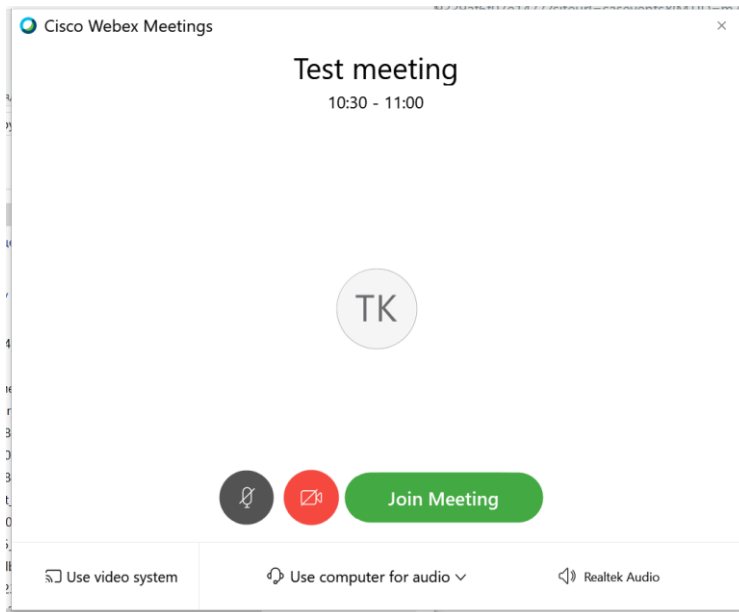 Cisco Webex Meetings
Test meeting
10:30 - 11:00
TK
Join Meeting
Use video system
Use computer for audio
Realtek Audio